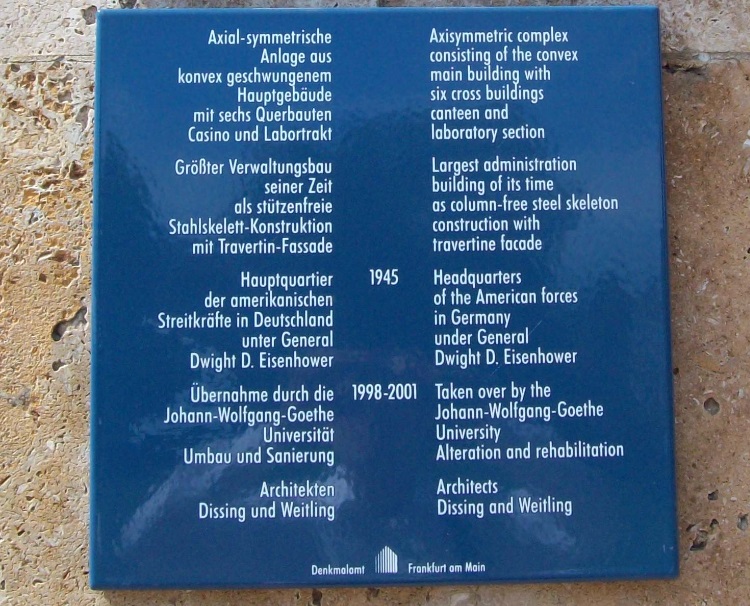 Axial-symmetrische
Anlage aus
konvex geschwungenem
Hauptgebäude
mit sechs Querbauten
Casino und Labortrakt
Größter Verwaltungsbau
seiner Zeit
als stützenfreie
Stahlskelett-Konstruktion
mit Travertin-Fassade
Hauptquartier
der amerikanischen
Streitkräfte in Deutschland
unter General
Dwight D. Eisenhower
Übernahme durch die
Johann-Wolfgang-Goethe
Universität
Umbau und Sanierung
Architekten
Dissing und Weitling
1945
1998-2001
Axisymmetric complex
consisting of the convex
main building with
six cross buildings
canteen and
laboratory section
Largest administration
building of its time
as column-free steel skeleton
construction with
travertine facade
Headquarters
of the American forces
in Germany
under General
Dwight D. Eisenhower
Taken over by the
Johann-Wolfgang-Goethe
University
Alteration and rehabilitation
Architects
Dissing and Weitling
Denkmalamt Frankfurt am Main